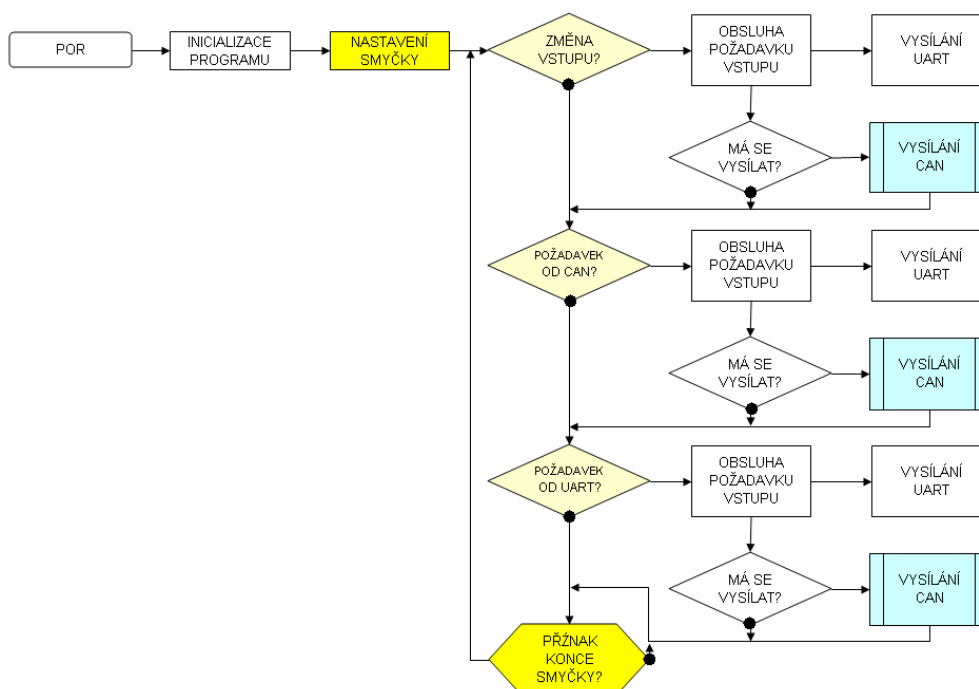 POR
INICIALIZACE
PROGRAMU
NASTAVENÍ
SMYČKY
ZMĚNA
VSTUPU?
OBSLUHA
POŽADAVKU
VSTUPU
VYSÍLÁNÍ
UART
MÁ SE
VYSÍLAT?
VYSÍLÁNÍ
CAN
POŽADAVEK
OD CAN?
OBSLUHA
POŽADAVKU
VSTUPU
VYSÍLÁNÍ
UART
MÁ SE
VYSÍLAT?
VYSÍLÁNÍ
CAN
POŽADAVEK
OD UART?
OBSLUHA
POŽADAVKU
VSTUPU
VYSÍLÁNÍ
UART
MÁ SE
VYSÍLAT?
VYSÍLÁNÍ
CAN
PŘŹNAK
KONCE
SMYČKY?